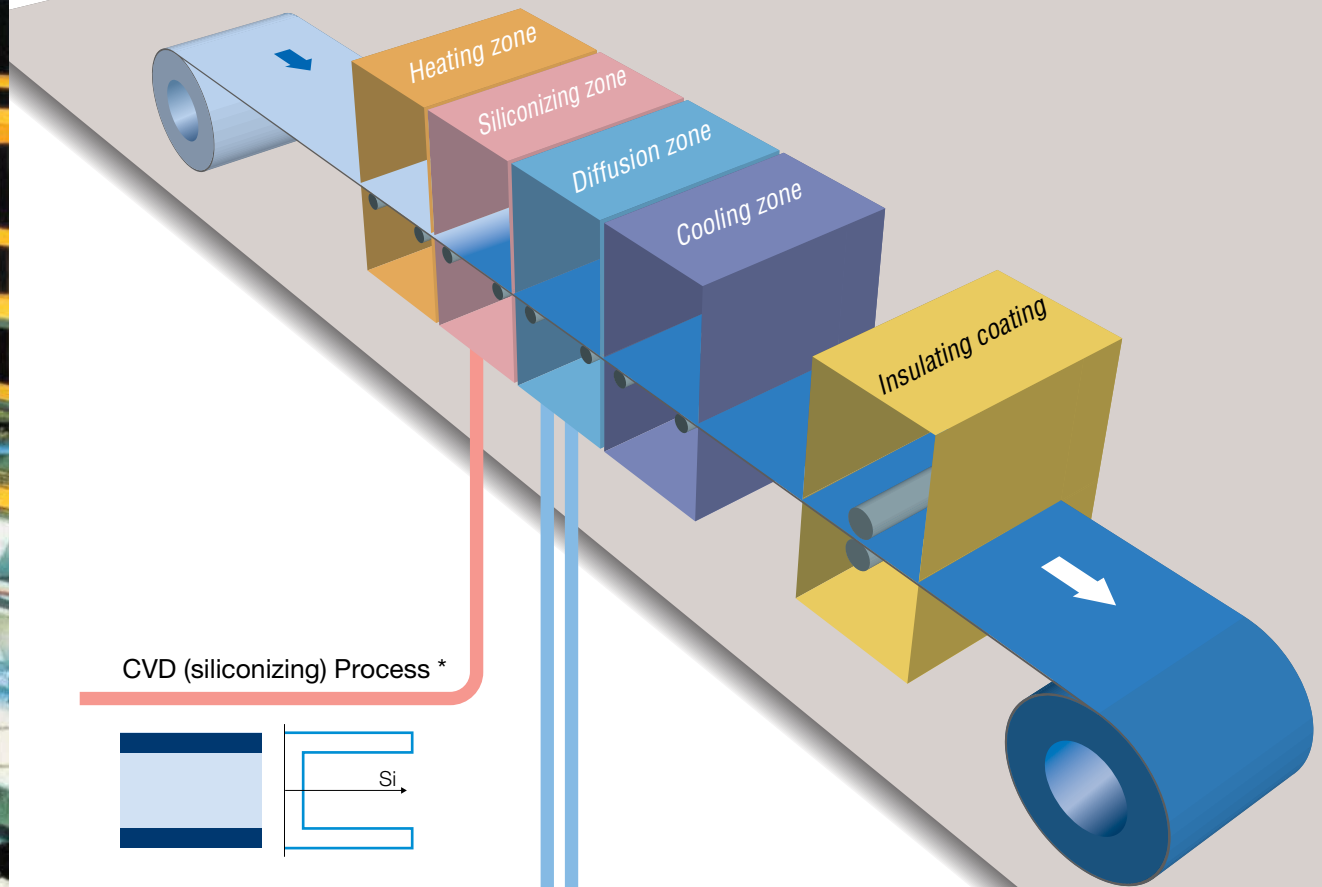 Heating zone
Siliconizing zone
Diffusion zone
Cooling zone
Insulating coating
CVD (siliconizing) Process *
Si